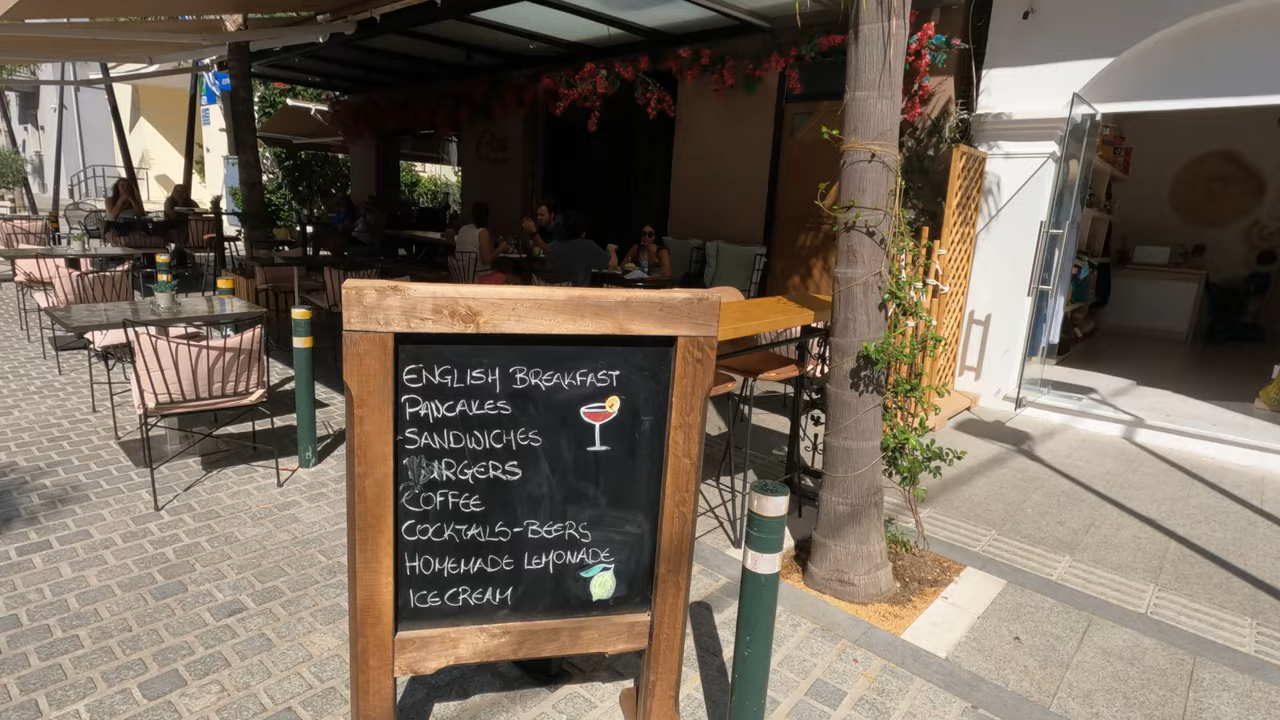 ENGLISH BREAKFAST
PANCAKES
SANDWICHES
BURGERS
COFFEE
COCKTAILS-BEERS
HOMEMADE LEMONADE
ICE CREAM